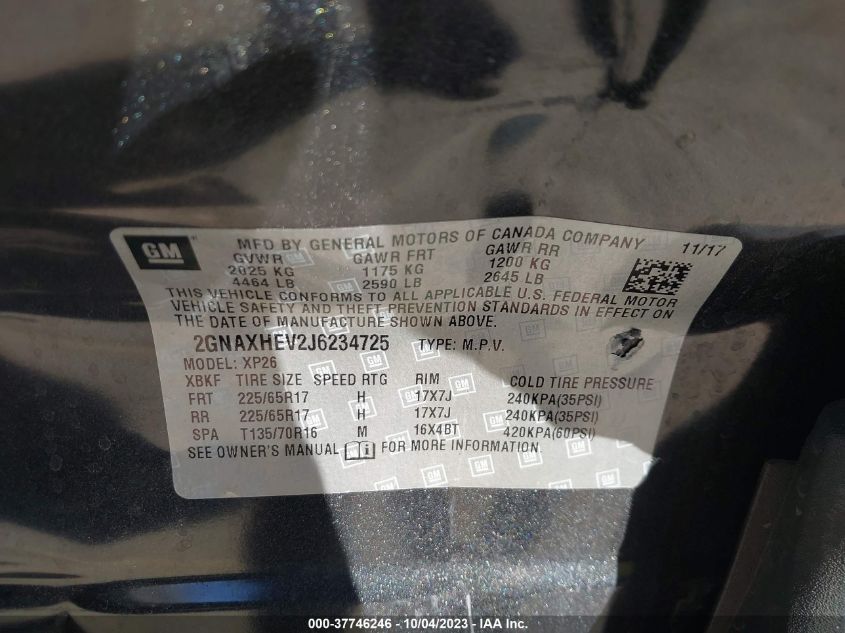 GM
MFD BY GENERAL MOTORS OF CANADA COMPANY 11/17
GVWR GAWR FRT GAWR RR
2025 KG 1175 KG 1200 KG
4464 LB 2590 LB 2645 LB
THIS VEHICLE CONFORMS TO ALL APPLICABLE U.S. FEDERAL MOTOR
VEHICLE SAFETY AND THEFT PREVENTION STANDARDS IN EFFECT ON
THE DATE OF MANUFACTURE SHOWN ABOVE.
2GNAXHEV2J6234725 TYPE: M.P.V.
MODEL: XP26
XBKF TIRE SIZE SPEED RTG RIM COLD TIRE PRESSURE
FRT 225/65R17 H 17X7J 240KPA(35PSI)
RR 225/65R17 H 17X7J 240KPA(35PSI)
SPA T135/70R16 M 16X4BT 420KPA(60PSI)
SEE OWNER'S MANUAL FOR MORE INFORMATION.
000-37746246 - 10/04/2023 - IAA Inc.